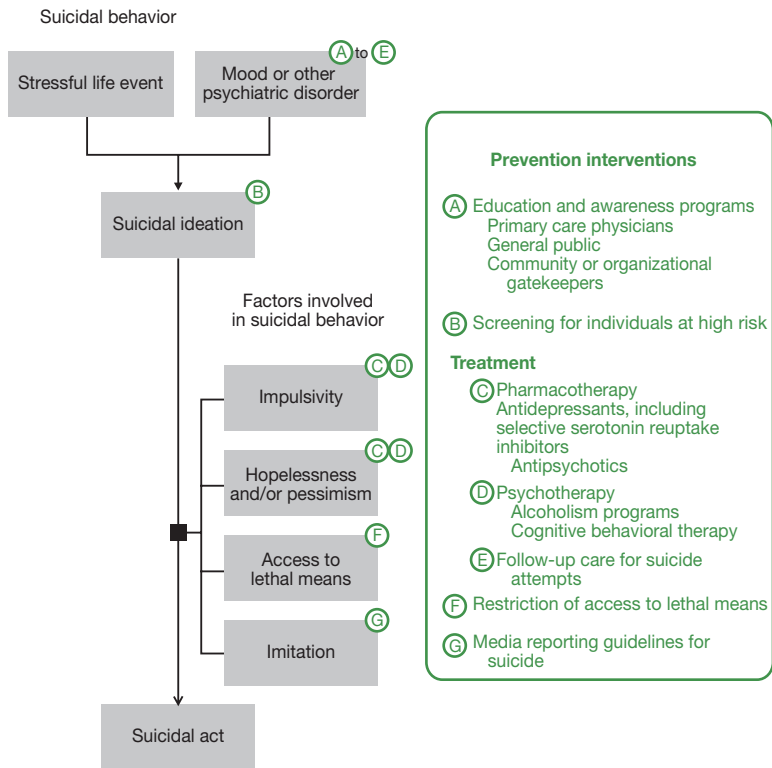 Suicidal behavior
A to E
Stressful life event
Mood or other
psychiatric disorder
B
Suicidal ideation
Factors involved
in suicidal behavior
C D
Impulsivity
C D
Hopelessness
and/or pessimism
F
Access to
lethal means
G
Imitation
Suicidal act
Prevention interventions
A Education and awareness programs
Primary care physicians
General public
Community or organizational
gatekeepers
B Screening for individuals at high risk
Treatment
C Pharmacotherapy
Antidepressants, including
selective serotonin reuptake
inhibitors
Antipsychotics
D Psychotherapy
Alcoholism programs
Cognitive behavioral therapy
E Follow-up care for suicide
attempts
F Restriction of access to lethal means
G Media reporting guidelines for
suicide